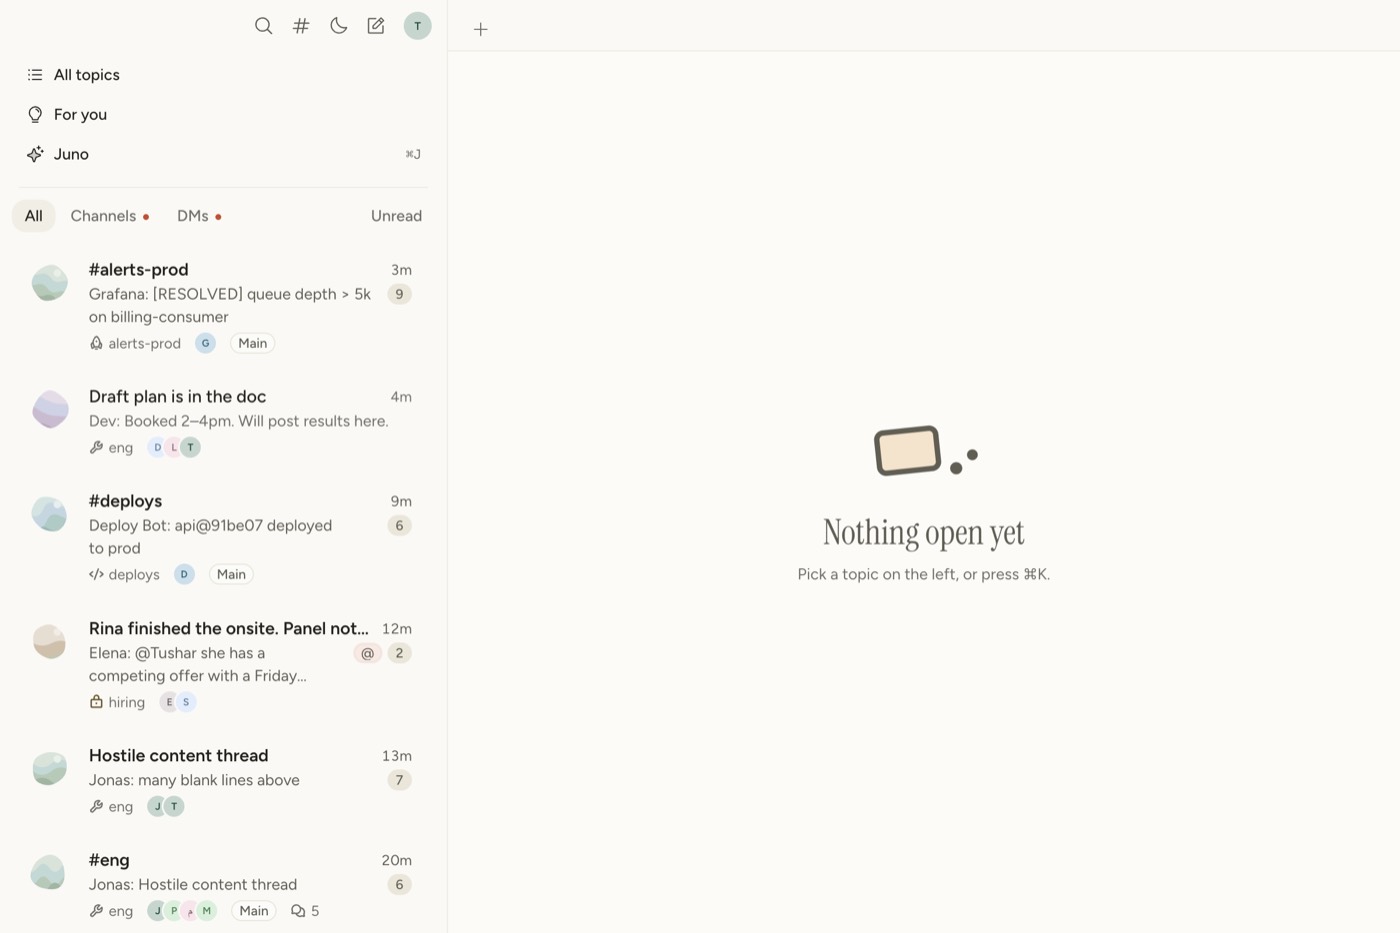 T
All topics
For you
Juno ⌘J
All Channels DMs Unread
#alerts-prod 3m
Grafana: [RESOLVED] queue depth > 5k 9
on billing-consumer
alerts-prod G Main
Draft plan is in the doc 4m
Dev: Booked 2–4pm. Will post results here.
eng D L T
#deploys 9m
Deploy Bot: api@91be07 deployed 6
to prod
</> deploys D Main
Rina finished the onsite. Panel not... 12m
Elena: @Tushar she has a @ 2
competing offer with a Friday...
hiring E S
Hostile content thread 13m
Jonas: many blank lines above 7
eng J T
#eng 20m
Jonas: Hostile content thread 6
eng J P M Main 5
Nothing open yet
Pick a topic on the left, or press ⌘K.